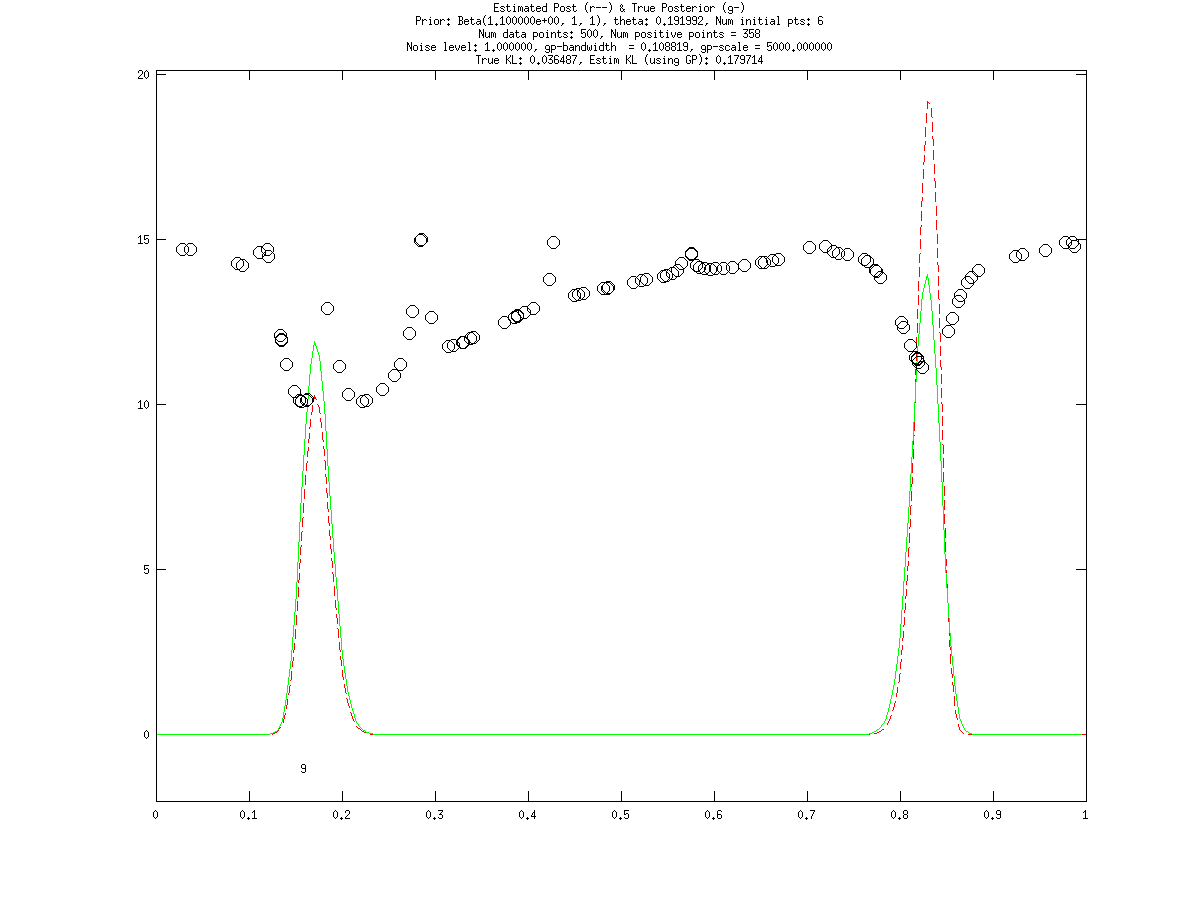 Estimated Post (r--) & True Posterior (g-)
Prior: Beta(1.100000e+00, 1, 1), theta: 0.191992, Num initial pts: 6
Num data points: 500, Num positive points = 358
Noise level: 1.000000, gp-bandwidth = 0.108819, gp-scale = 5000.000000
True KL: 0.036487, Estim KL (using GP): 0.179714
20
15
10
5
0
9
0 0.1 0.2 0.3 0.4 0.5 0.6 0.7 0.8 0.9 1